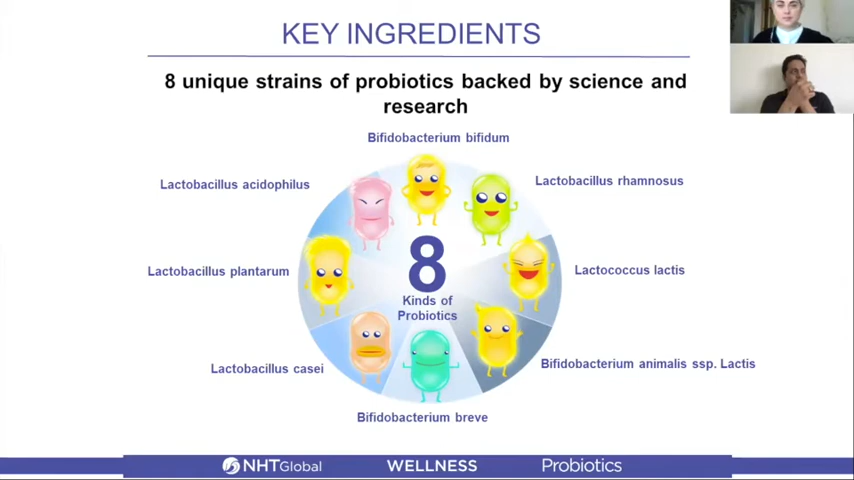 KEY INGREDIENTS
8 unique strains of probiotics backed by science and
research
Bifidobacterium bifidum
Lactobacillus acidophilus
Lactobacillus rhamnosus
Lactobacillus plantarum
Lactococcus lactis
8
Kinds of
Probiotics
Lactobacillus casei
Bifidobacterium animalis ssp. Lactis
Bifidobacterium breve
NHTGlobal
WELLNESS
Probiotics